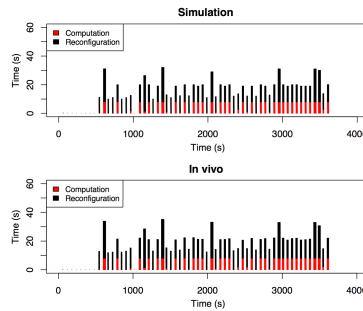 Simulation
Computation
Reconfiguration
Time (s)
0 20 40 60
0 1000 2000 3000 4000
Time (s)
In vivo
Computation
Reconfiguration
Time (s)
0 20 40 60
0 1000 2000 3000 4000
Time (s)